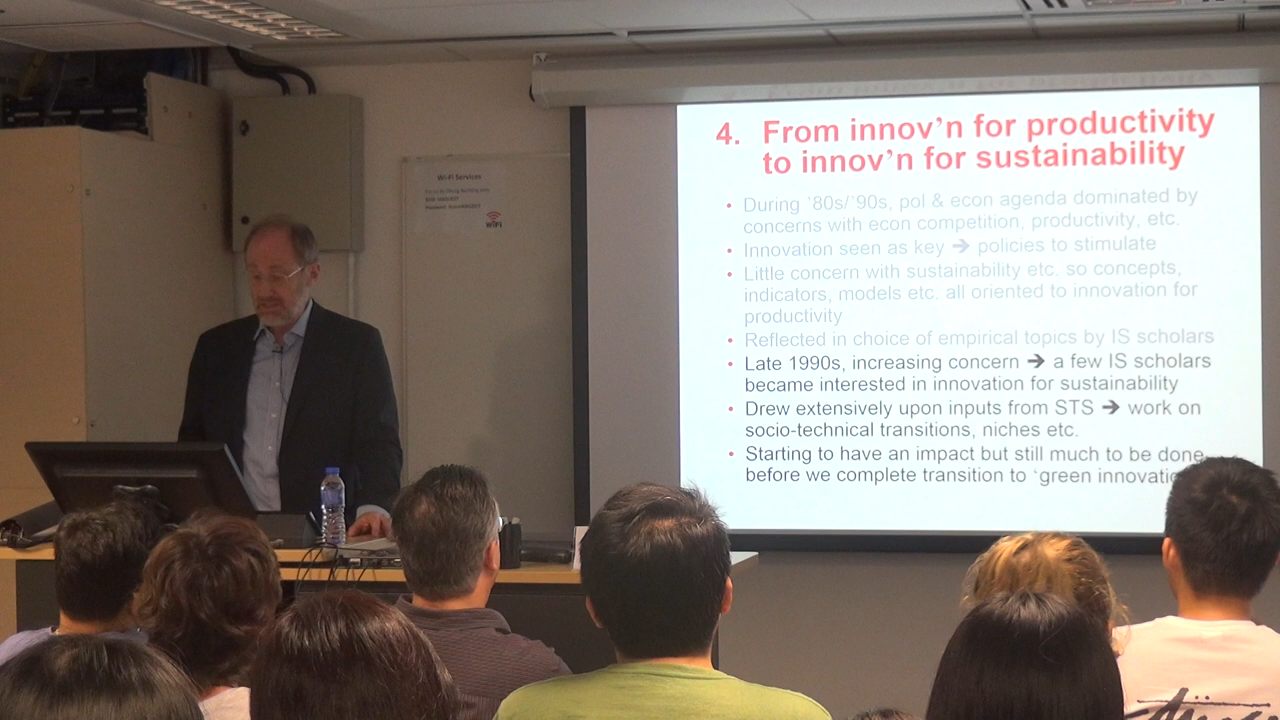 4. From innov'n for productivity
to innov'n for sustainability
• During '80s/'90s, pol & econ agenda dominated by
concerns with econ competition, productivity, etc.
• Innovation seen as key ➔ policies to stimulate
• Little concern with sustainability etc. so concepts,
indicators, models etc. all oriented to innovation for
productivity
• Reflected in choice of empirical topics by IS scholars
• Late 1990s, increasing concern ➔ a few IS scholars
became interested in innovation for sustainability
• Drew extensively upon inputs from STS ➔ work on
socio-technical transitions, niches etc.
• Starting to have an impact but still much to be done
before we complete transition to 'green innovatio
Wi-Fi Services
WiFi